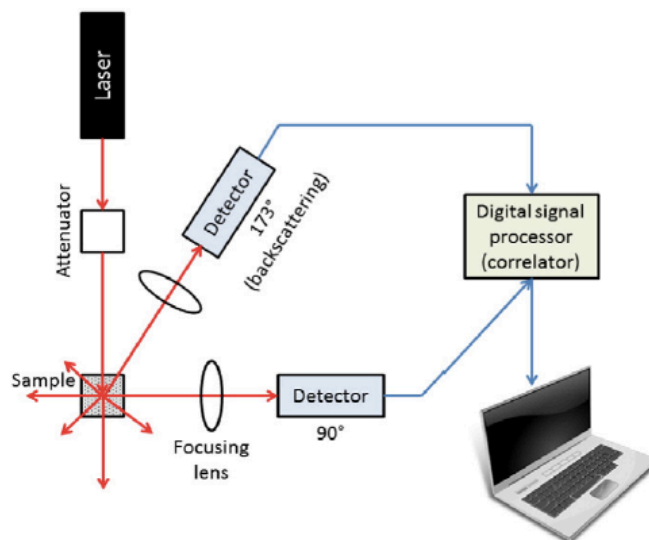 Laser
Attenuator
Detector
173°
(backscattering)
Digital signal
processor
(correlator)
Sample
Detector
90°
Focusing
lens